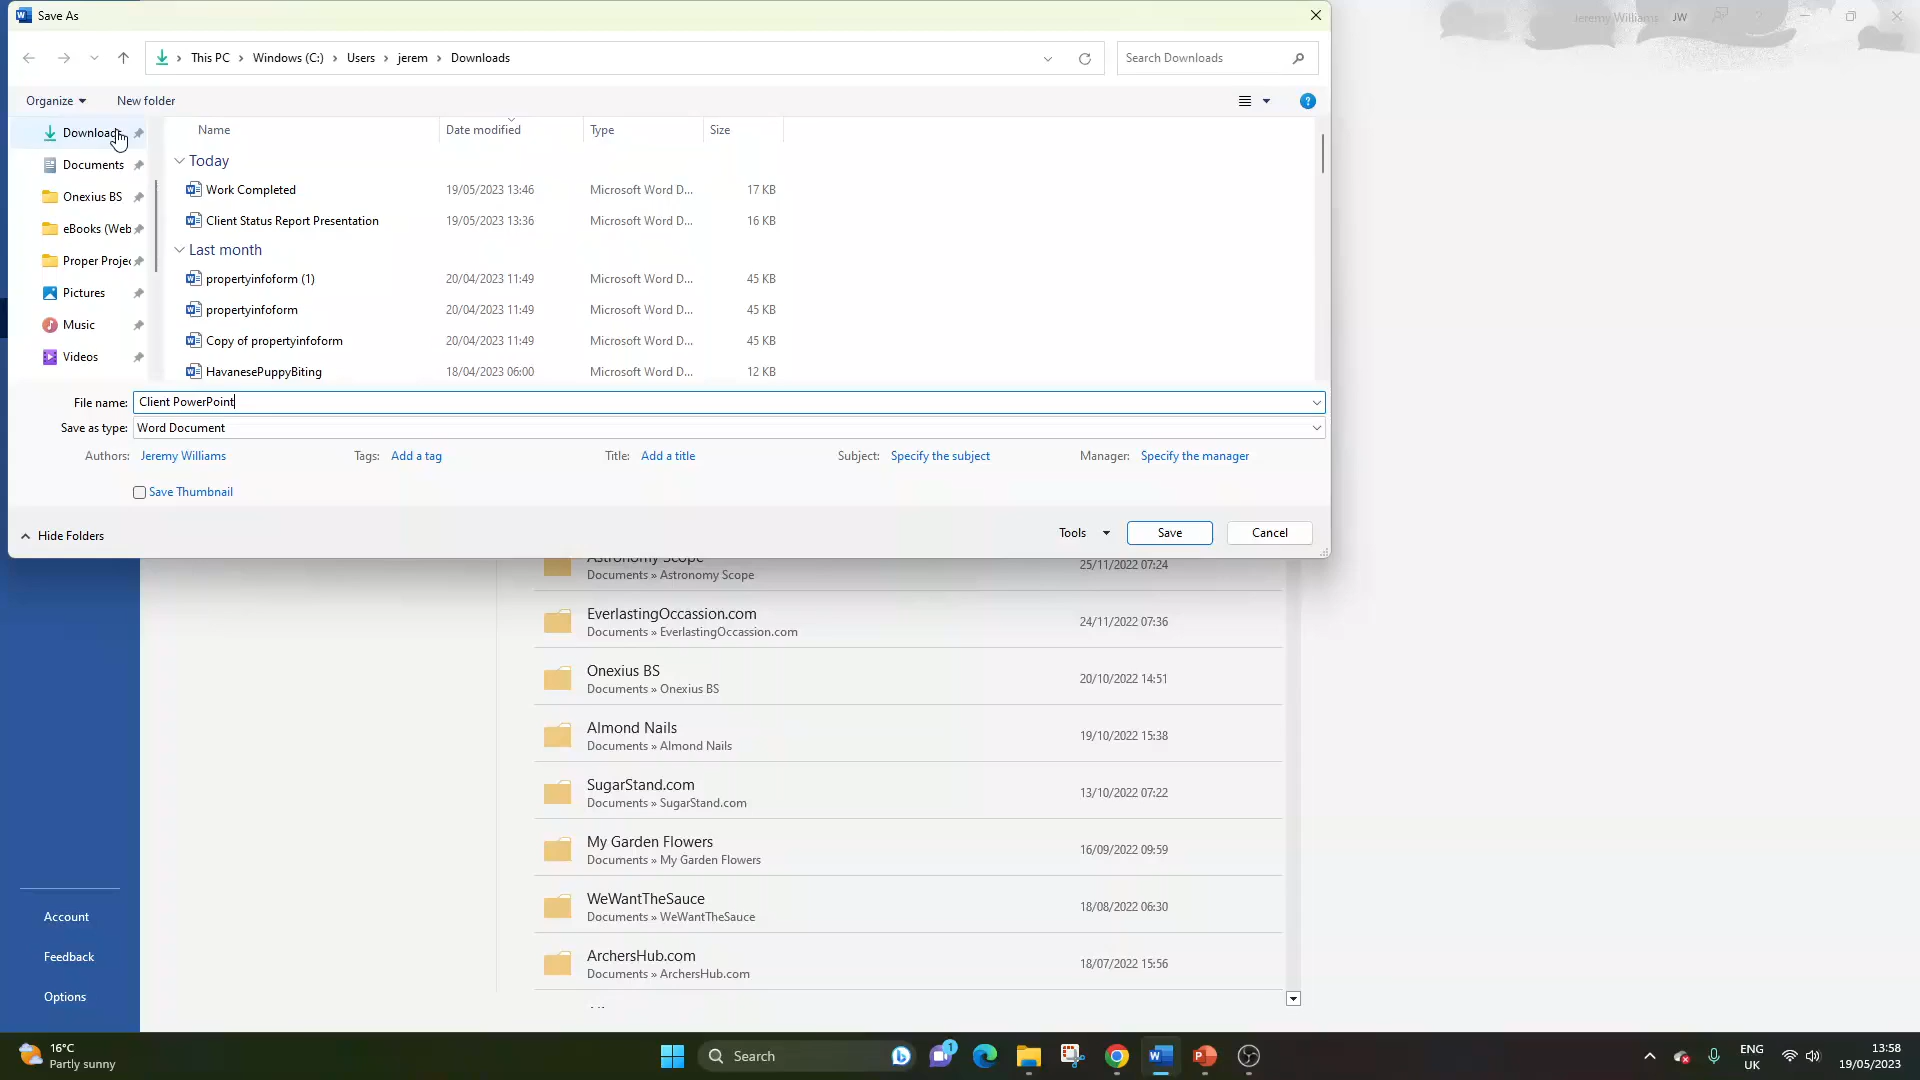 Save As
Jeremy Williams JW
This PC > Windows (C:) > Users > jerem > Downloads
Search Downloads
Organize New folder
Downloads
Documents
Onexius BS
eBooks (Web
Proper Projec
Pictures
Music
Videos
Name Date modified Type Size
Today
Work Completed 19/05/2023 13:46 Microsoft Word D... 17 KB
Client Status Report Presentation 19/05/2023 13:36 Microsoft Word D... 16 KB
Last month
propertyinfoform (1) 20/04/2023 11:49 Microsoft Word D... 45 KB
propertyinfoform 20/04/2023 11:49 Microsoft Word D... 45 KB
Copy of propertyinfoform 20/04/2023 11:49 Microsoft Word D... 45 KB
HavanesePuppyBiting 18/04/2023 06:00 Microsoft Word D... 12 KB
File name: Client PowerPoint
Save as type: Word Document
Authors: Jeremy Williams Tags: Add a tag Title: Add a title Subject: Specify the subject Manager: Specify the manager
Save Thumbnail
Hide Folders Tools Save Cancel
Astronomy Scope 25/11/2022 07:24
Documents » Astronomy Scope
EverlastingOccassion.com 24/11/2022 07:36
Documents » EverlastingOccassion.com
Onexius BS 20/10/2022 14:51
Documents » Onexius BS
Almond Nails 19/10/2022 15:38
Documents » Almond Nails
SugarStand.com 13/10/2022 07:22
Documents » SugarStand.com
My Garden Flowers 16/09/2022 09:59
Documents » My Garden Flowers
WeWantTheSauce 18/08/2022 06:30
Documents » WeWantTheSauce
ArchersHub.com 18/07/2022 15:56
Documents » ArchersHub.com
Account
Feedback
Options
16°C
Partly sunny
Search
1
ENG
UK
13:58
19/05/2023